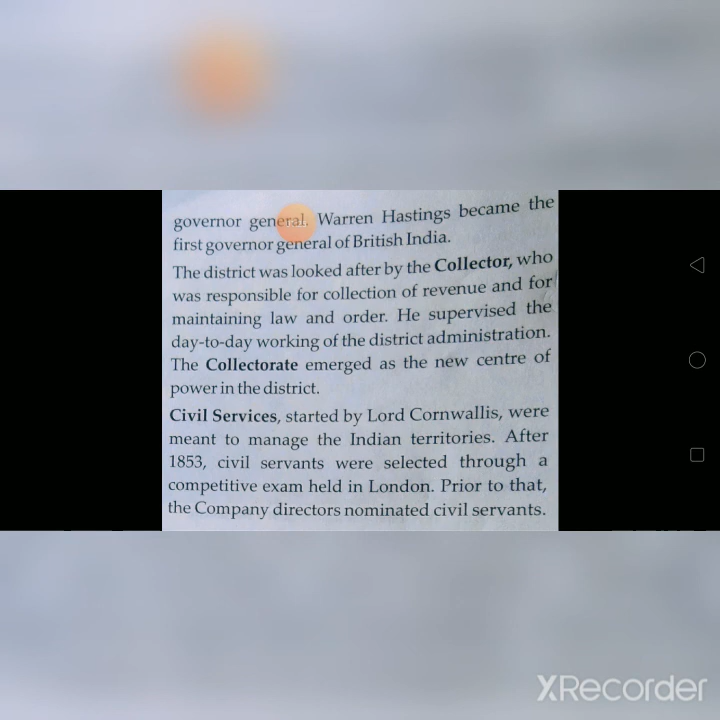 governor general. Warren Hastings became the
first governor general of British India.
The district was looked after by the Collector, who
was responsible for collection of revenue and for
maintaining law and order. He supervised the
day-to-day working of the district administration.
The Collectorate emerged as the new centre of
power in the district.
Civil Services, started by Lord Cornwallis, were
meant to manage the Indian territories. After
1853, civil servants were selected through a
competitive exam held in London. Prior to that,
the Company directors nominated civil servants.
XRecorder